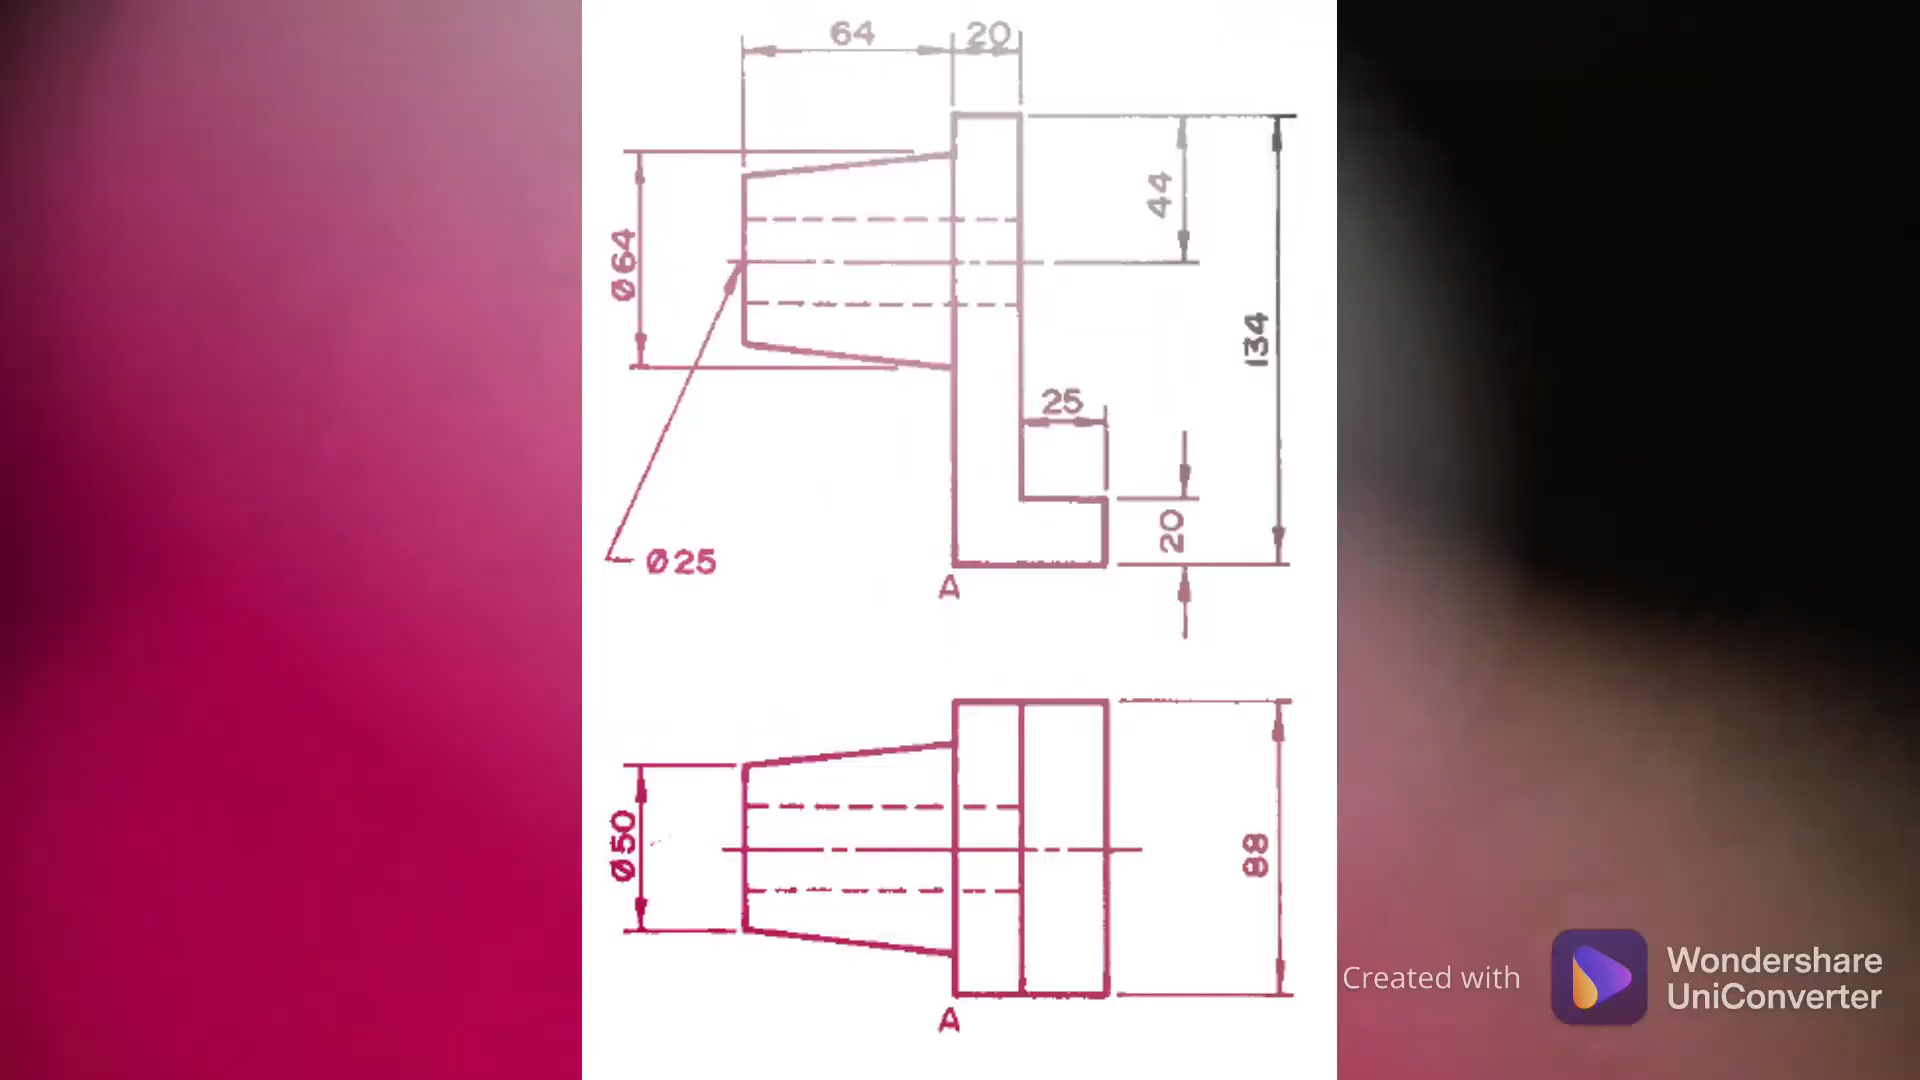 64
20
44
Ø64
134
25
20
Ø25
A
Ø50
88
A
Created with
Wondershare
UniConverter